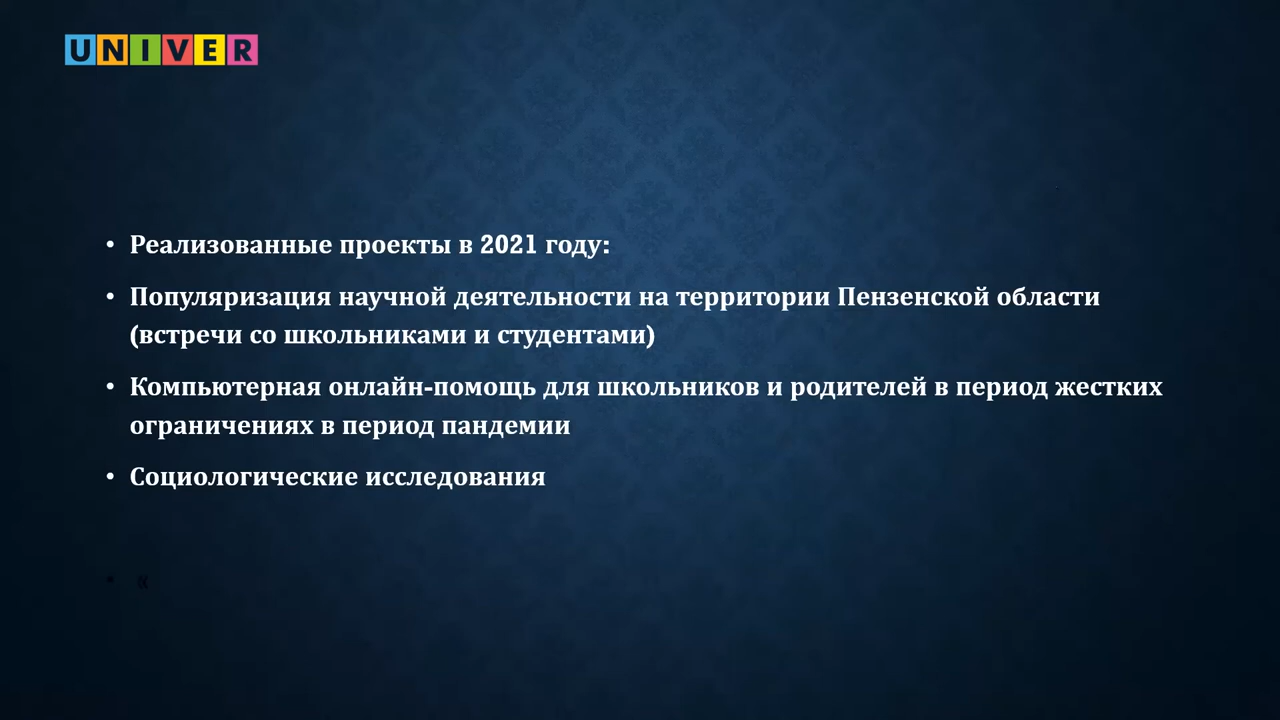 UNIVER
• Реализованные проекты в 2021 году:
• Популяризация научной деятельности на территории Пензенской области
(встречи со школьниками и студентами)
• Компьютерная онлайн-помощь для школьников и родителей в период жестких
ограничениях в период пандемии
• Социологические исследования
• «